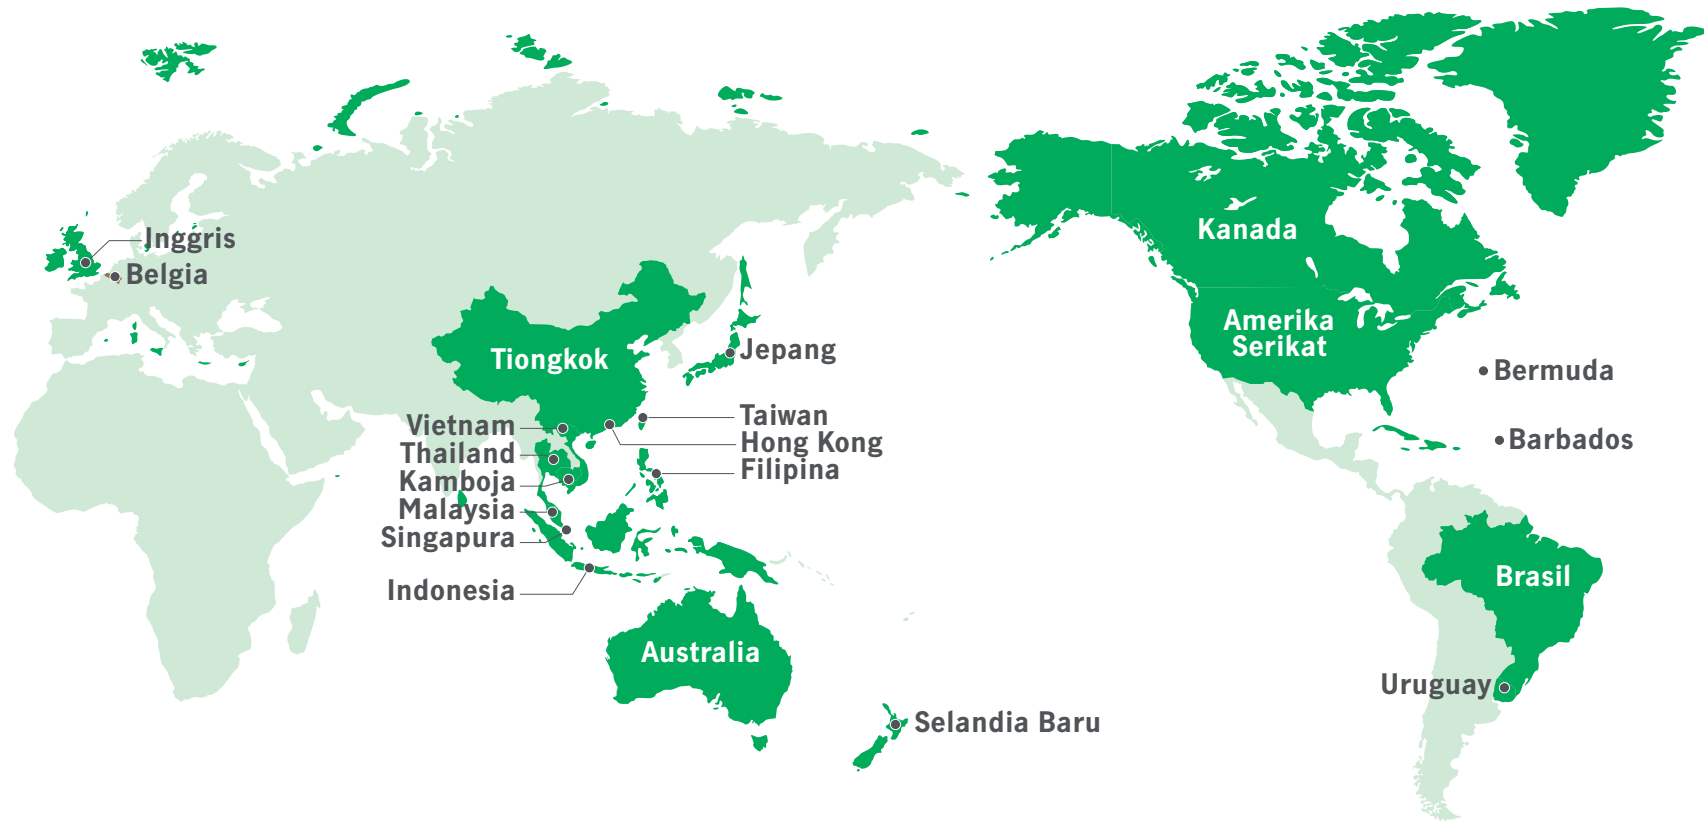 Inggris
Belgia
Tiongkok
Jepang
Vietnam
Thailand
Kamboja
Malaysia
Singapura
Indonesia
Taiwan
Hong Kong
Filipina
Australia
Selandia Baru
Kanada
Amerika
Serikat
Bermuda
Barbados
Brasil
Uruguay